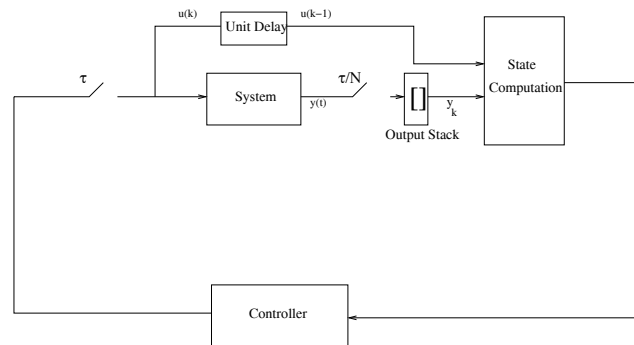 u(k)
Unit Delay
u(k−1)
τ
System
y(t)
τ/N
[]
Output Stack
y
k
State
Computation
Controller